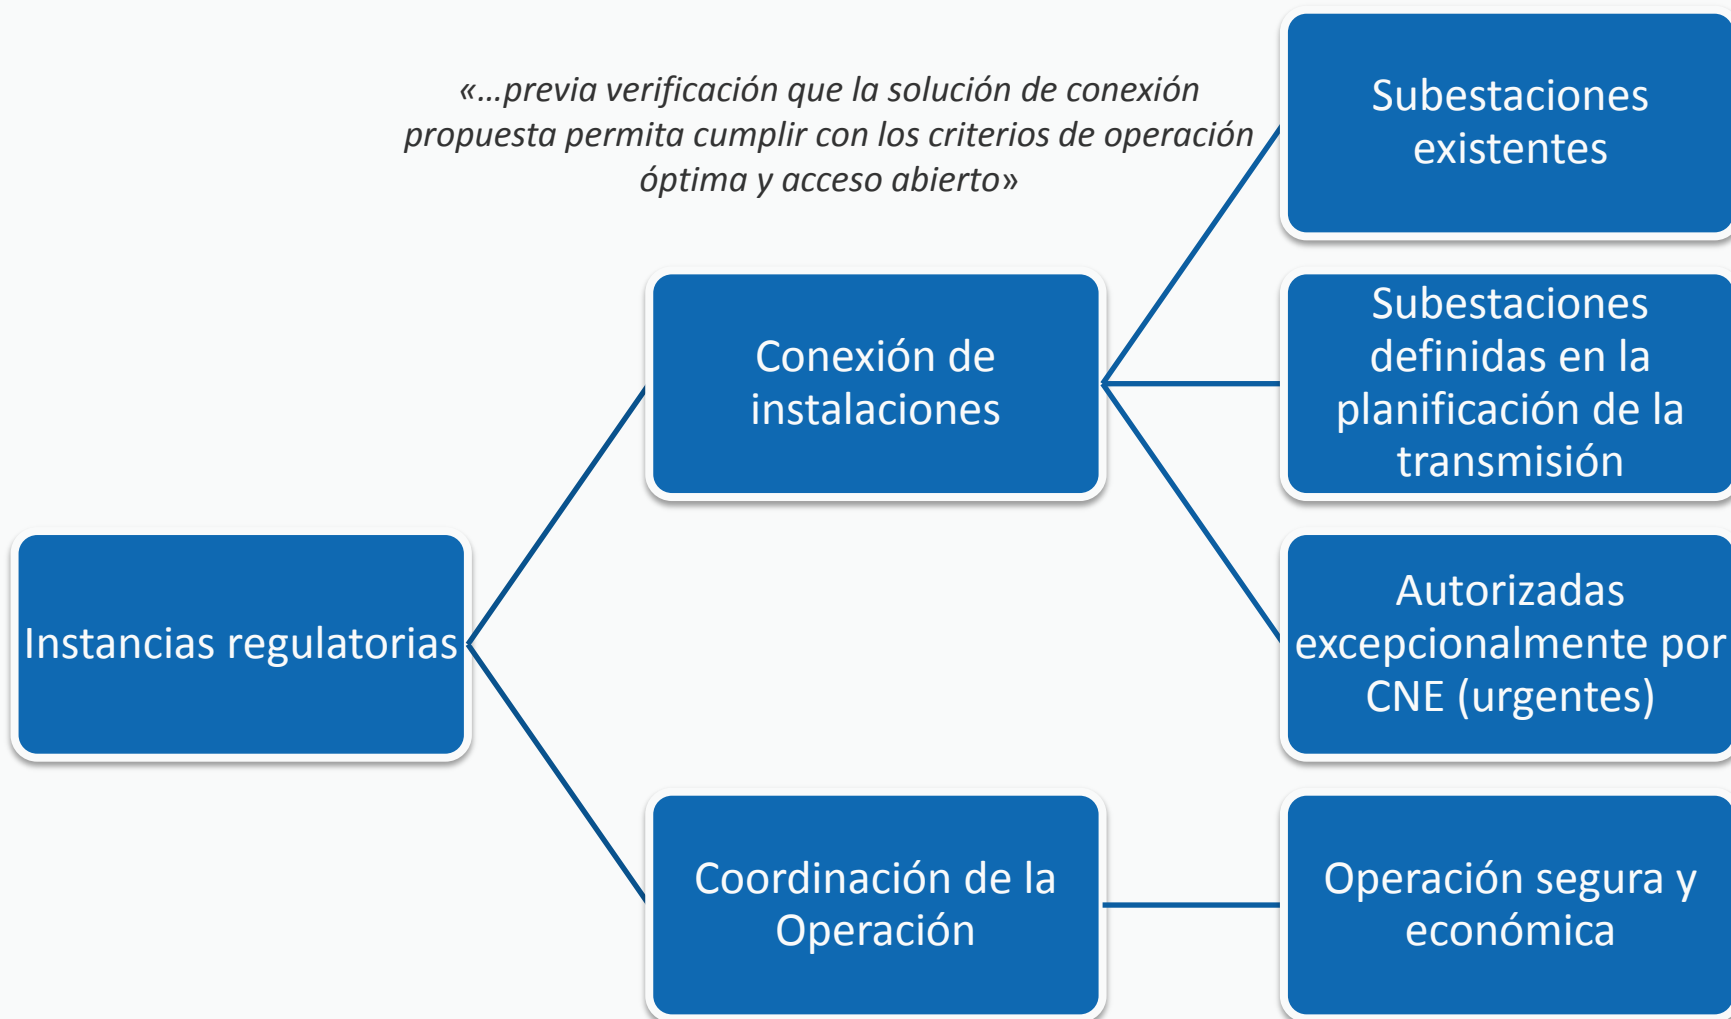 «...previa verificación que la solución de conexión
propuesta permita cumplir con los criterios de operación
óptima y acceso abierto»
Instancias regulatorias
Conexión de
instalaciones
Subestaciones
existentes
Subestaciones
definidas en la
planificación de la
transmisión
Autorizadas
excepcionalmente por
CNE (urgentes)
Coordinación de la
Operación
Operación segura y
económica